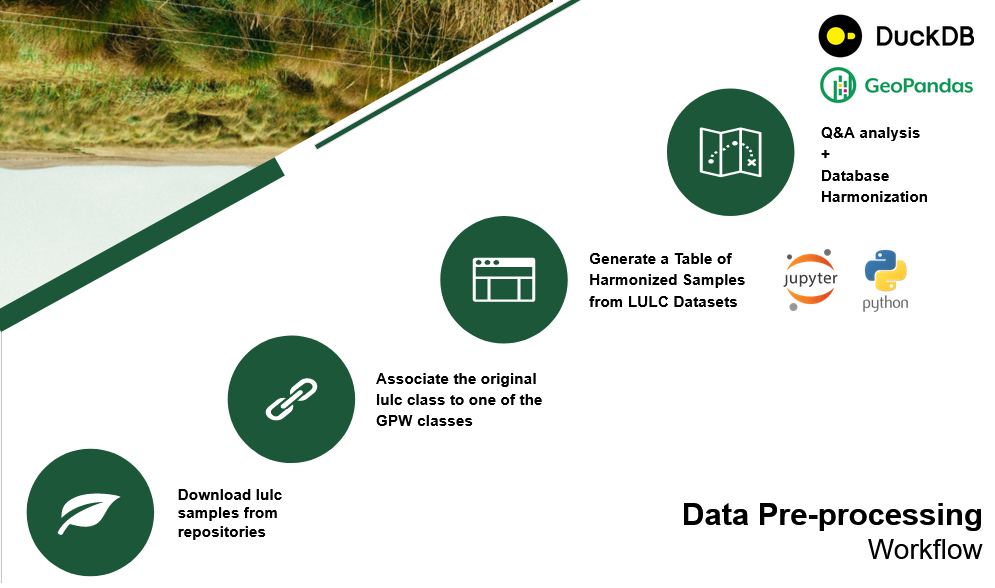 DuckDB
GeoPandas
Q&A analysis
+
Database
Harmonization
Generate a Table of
Harmonized Samples
from LULC Datasets
jupyter
python
Associate the original
lulc class to one of the
GPW classes
Download lulc
samples from
repositories
Data Pre-processing
Workflow